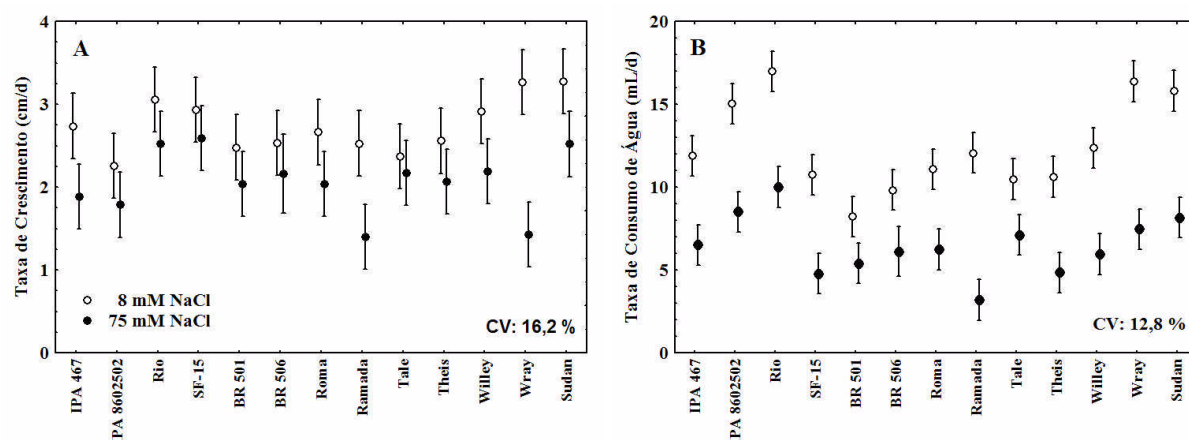 A
Taxa de Crescimento (cm/d)
4
3
2
1
0
8 mM NaCl
75 mM NaCl
CV: 16,2 %
IPA 467
PA 8602502
Rio
SF-15
BR 501
BR 506
Roma
Ramada
Tale
Theis
Willey
Wray
Sudan
B
Taxa de Consumo de Água (mL/d)
20
15
10
5
0
CV: 12,8 %
IPA 467
PA 8602502
Rio
SF-15
BR 501
BR 506
Roma
Ramada
Tale
Theis
Willey
Wray
Sudan